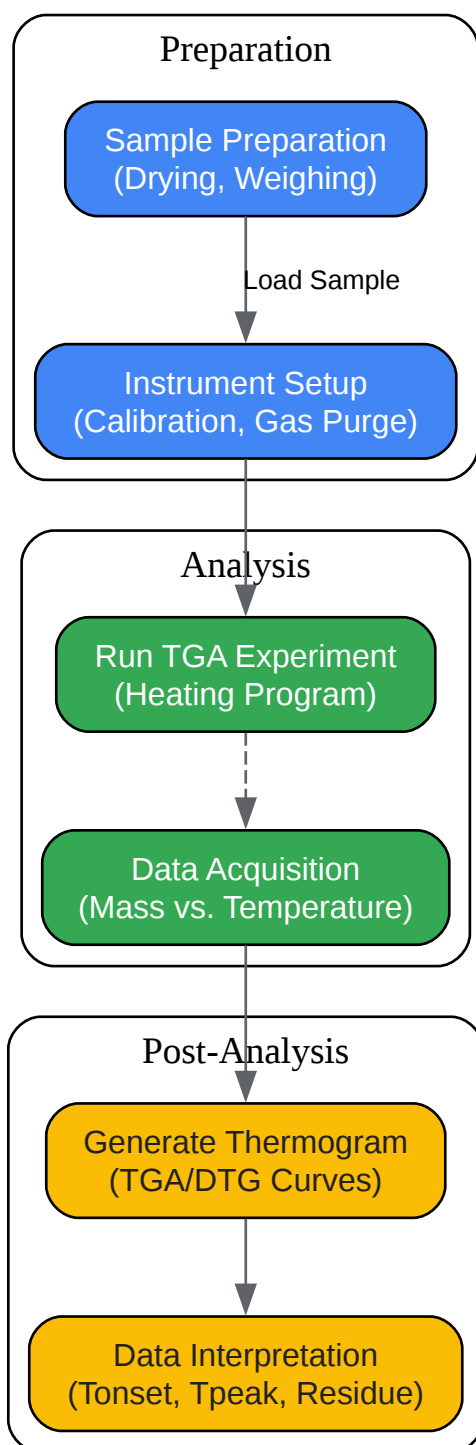 Preparation
Sample Preparation
(Drying, Weighing)
Load Sample
Instrument Setup
(Calibration, Gas Purge)
Analysis
Run TGA Experiment
(Heating Program)
Data Acquisition
(Mass vs. Temperature)
Post-Analysis
Generate Thermogram
(TGA/DTG Curves)
Data Interpretation
(Tonset, Tpeak, Residue)